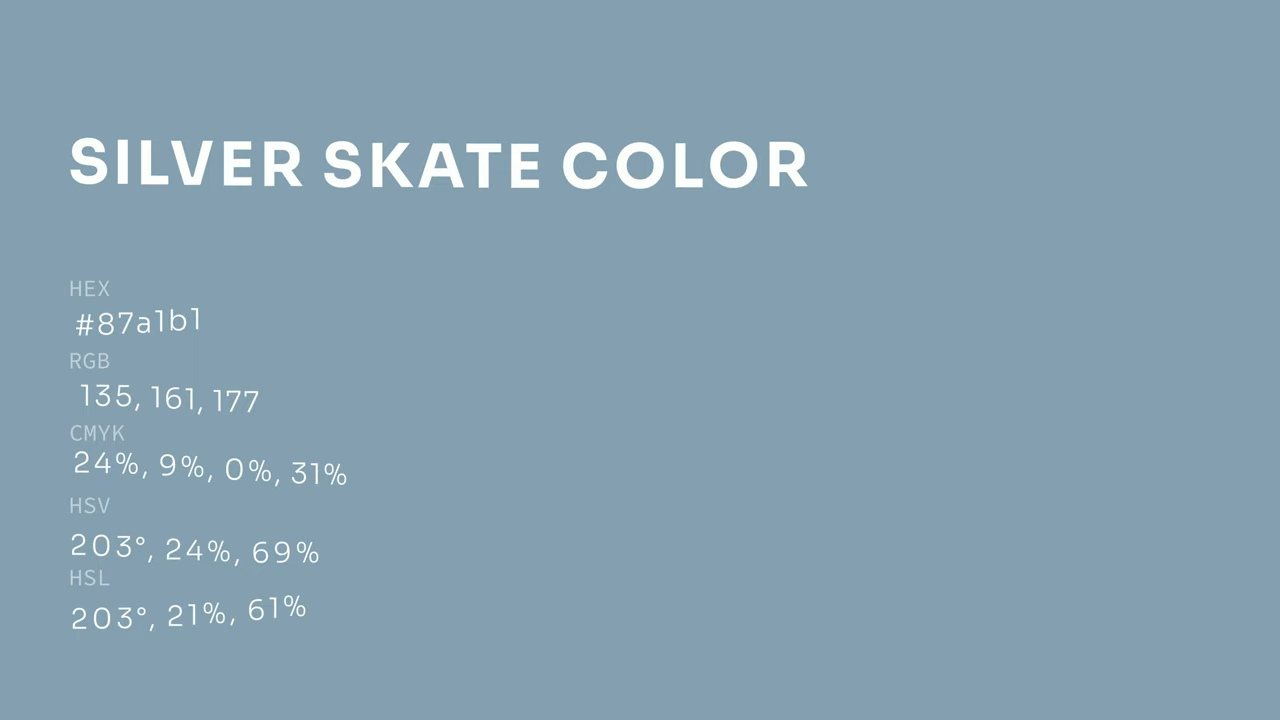 SILVER SKATE COLOR
HEX
#87a1b1
RGB
135, 161, 177
CMYK
24%, 9%, 0%, 31%
HSV
203°, 24%, 69%
HSL
203°, 21%, 61%